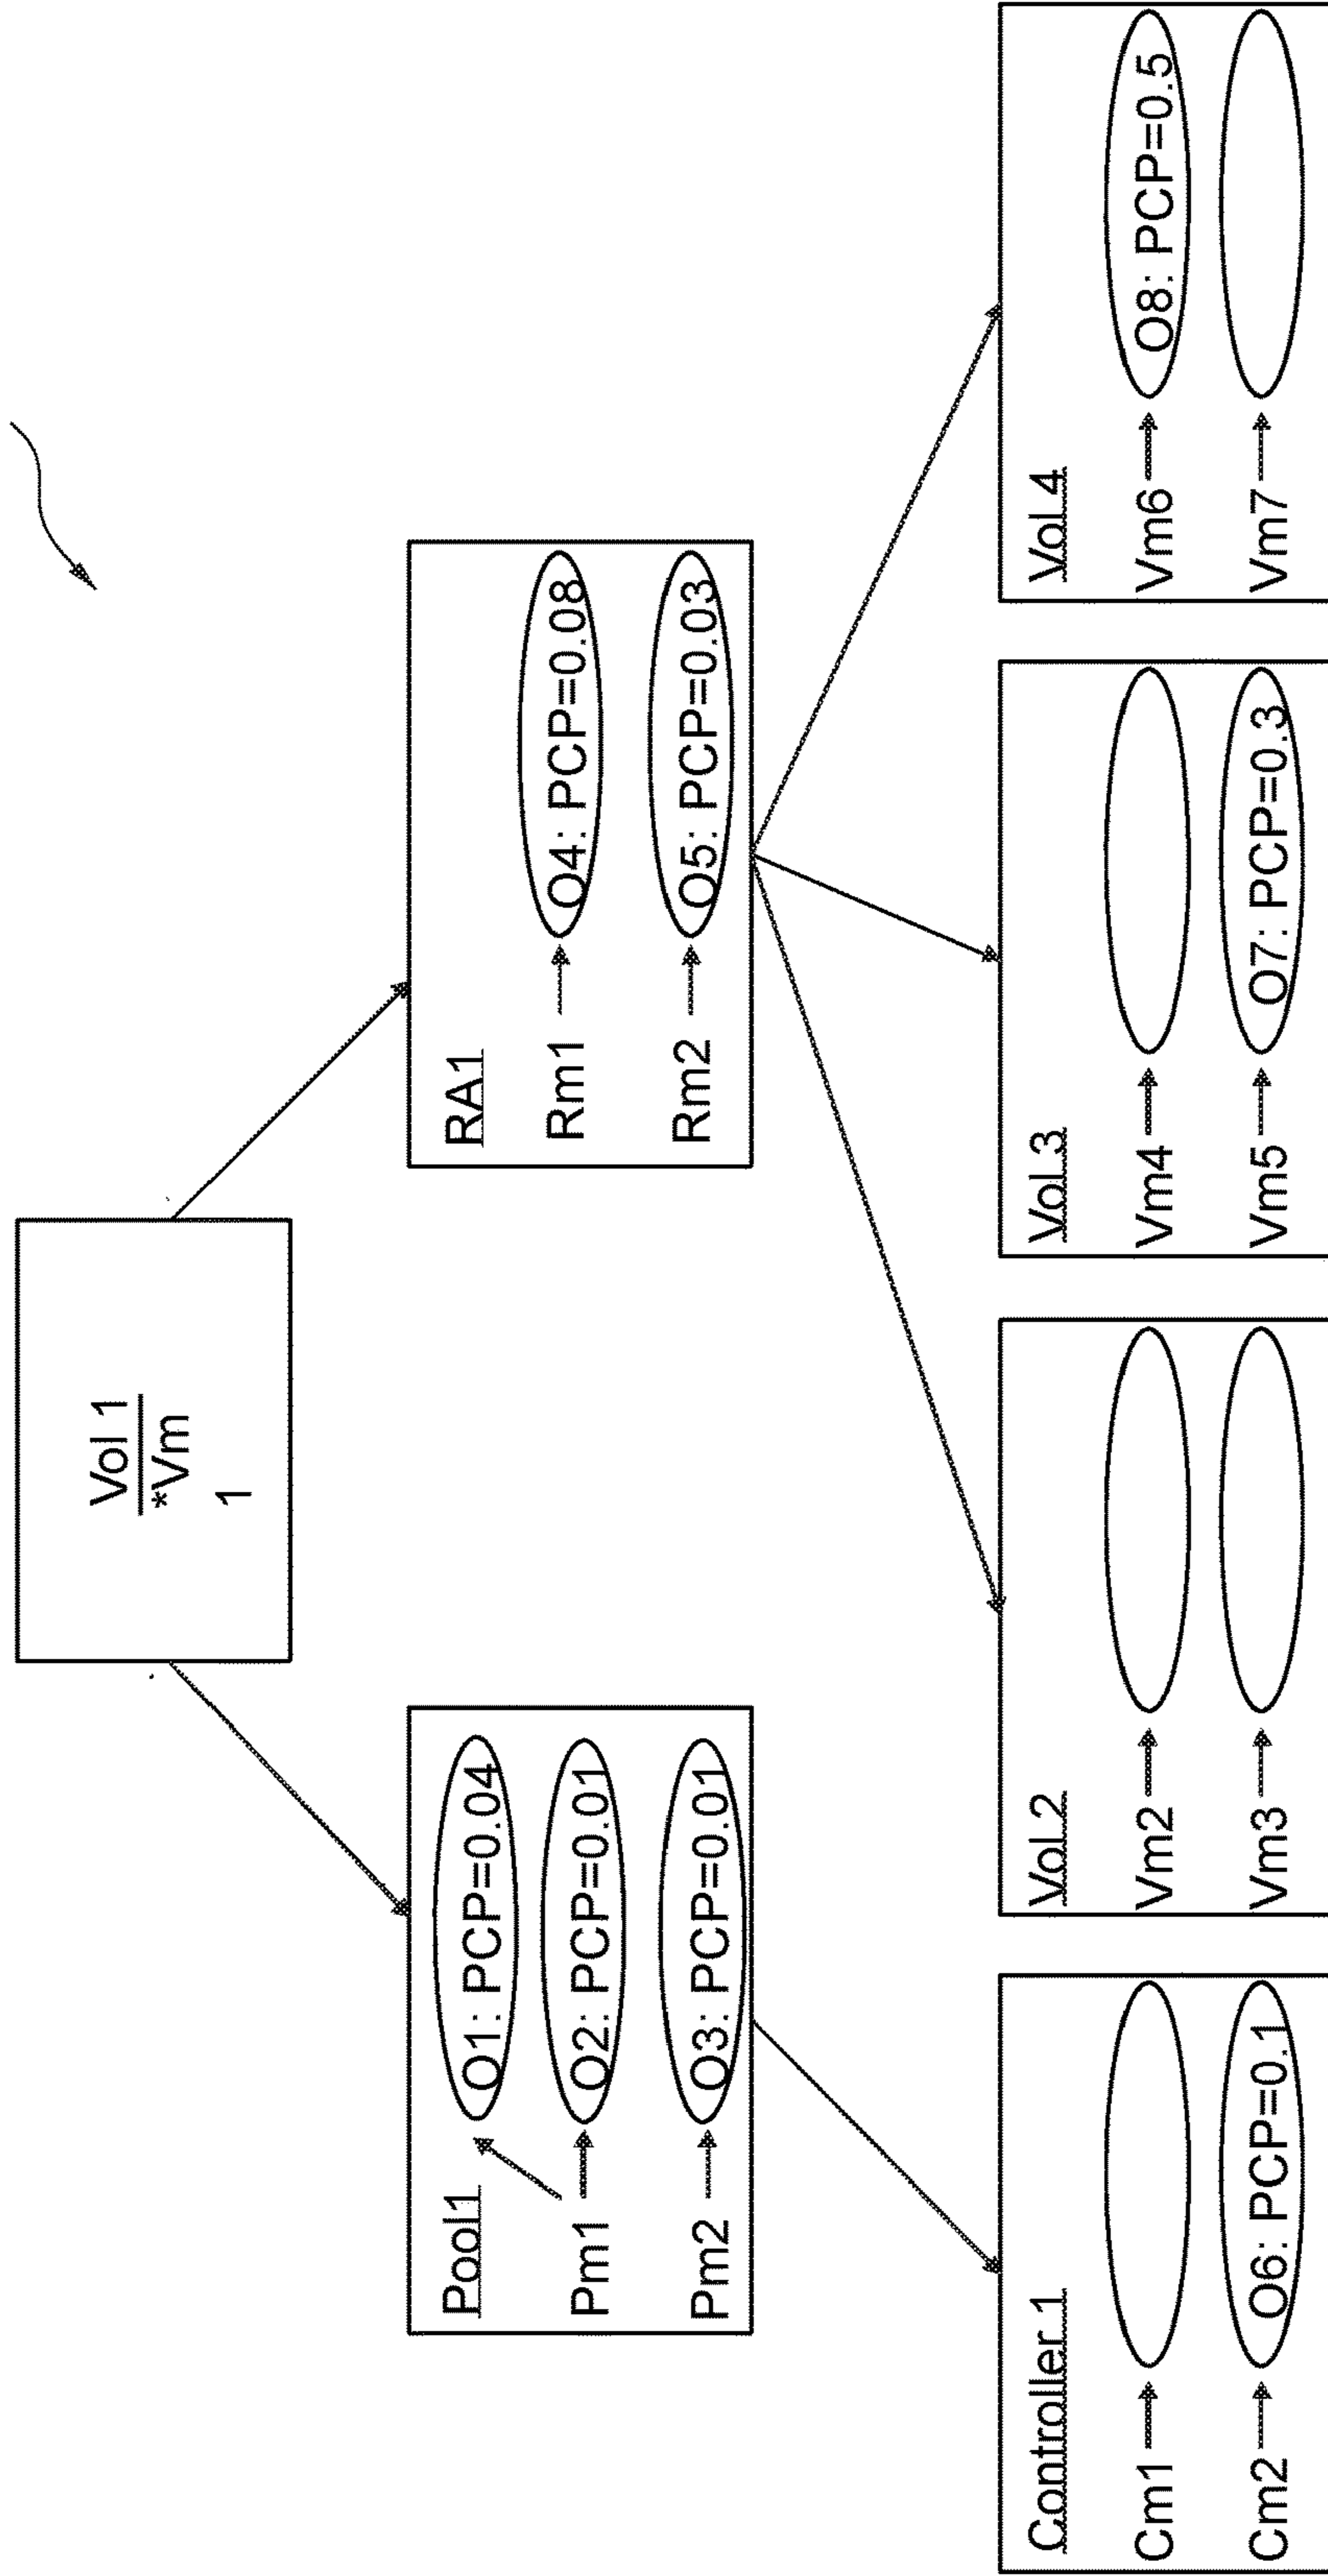 Vol 1
*Vm
1
Pool1
O1: PCP=0.04
Pm1
O2: PCP=0.01
Pm2
O3: PCP=0.01
RA1
Rm1
O4: PCP=0.08
Rm2
O5: PCP=0.03
Controller 1
Cm1
Cm2
O6: PCP=0.1
Vol 2
Vm2
Vm3
Vol 3
Vm4
Vm5
O7: PCP=0.3
Vol 4
Vm6
O8: PCP=0.5
Vm7